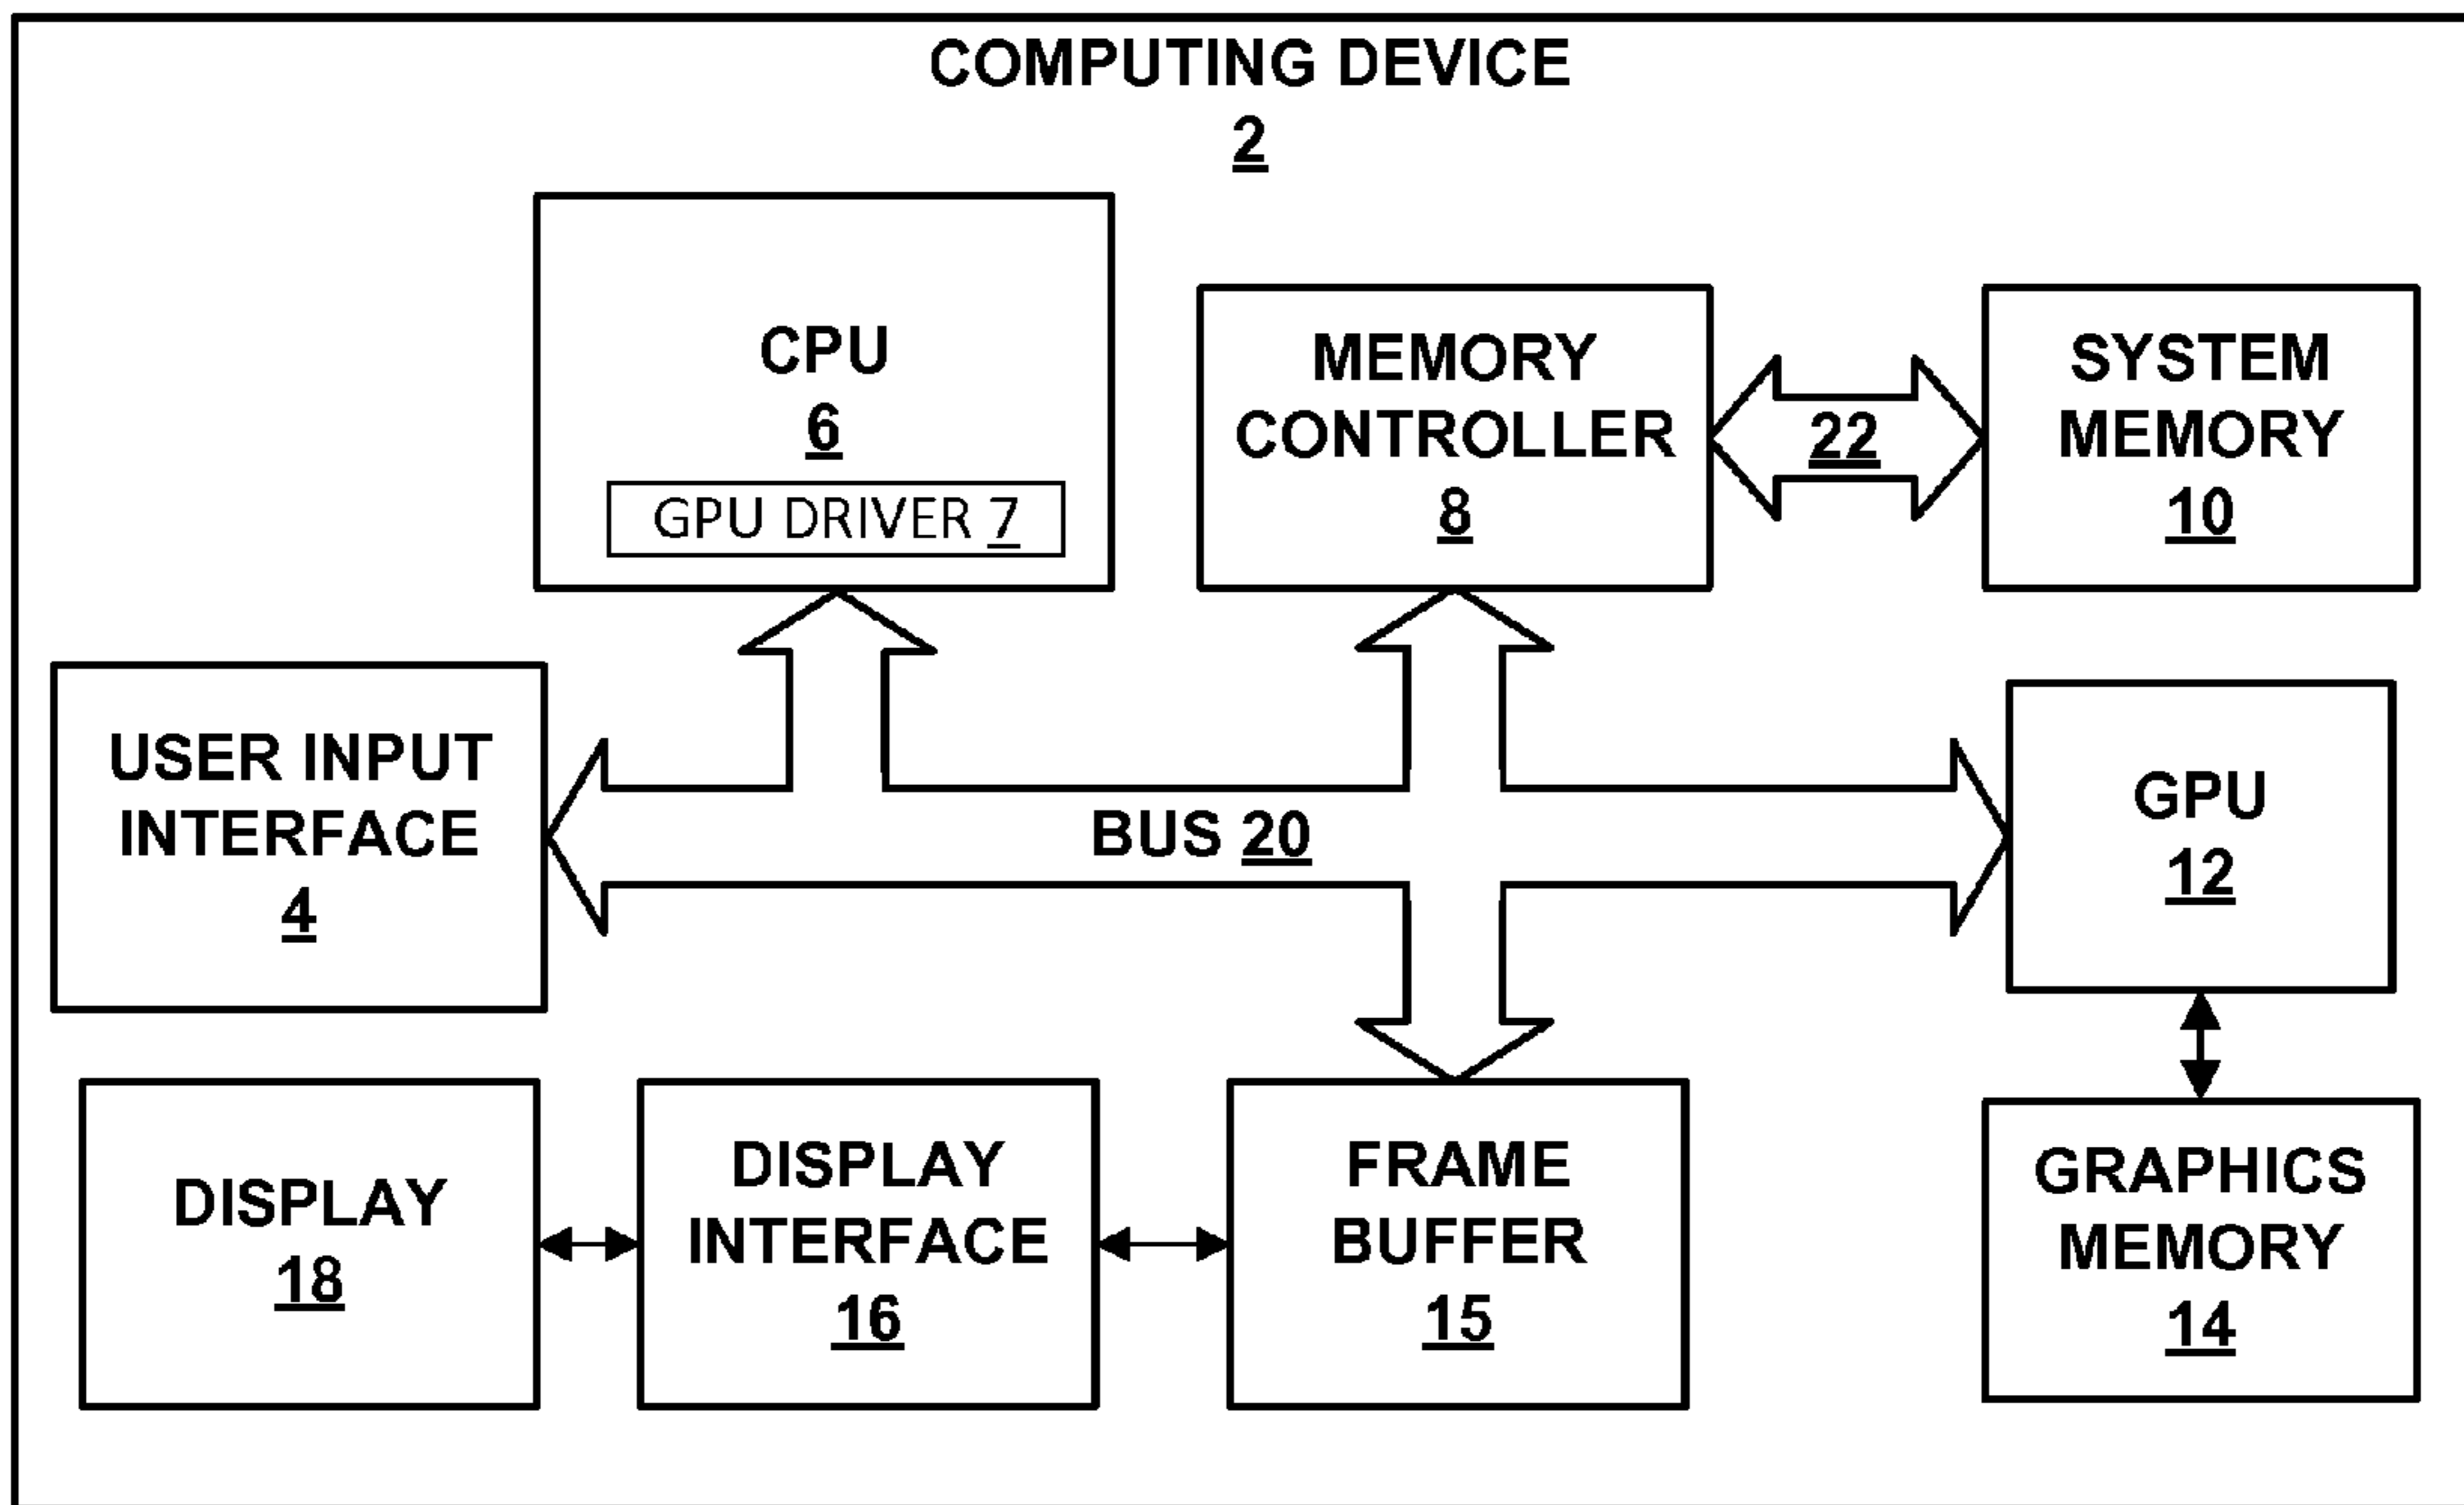 COMPUTING DEVICE
2
CPU
6
GPU DRIVER 7
MEMORY
CONTROLLER
8
22
SYSTEM
MEMORY
10
USER INPUT
INTERFACE
4
BUS 20
GPU
12
DISPLAY
18
DISPLAY
INTERFACE
16
FRAME
BUFFER
15
GRAPHICS
MEMORY
14